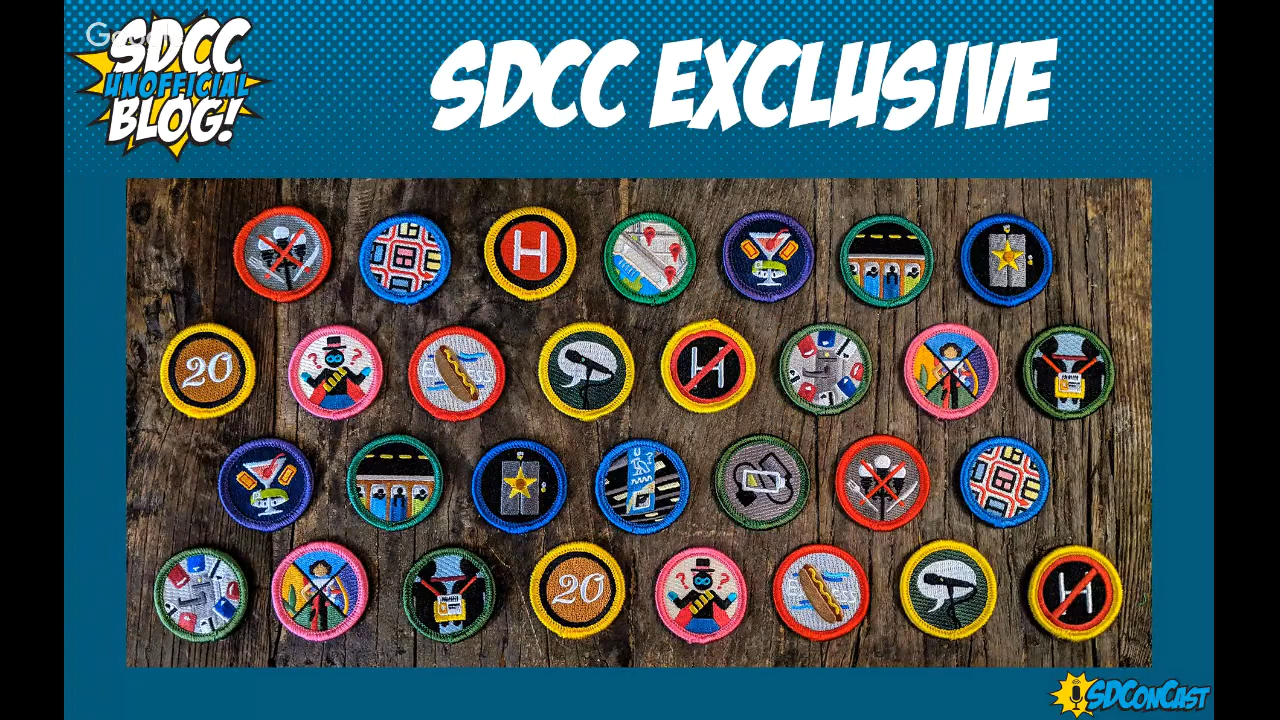 SDCC
UNOFFICIAL
BLOG!
SDCC EXCLUSIVE
H
20
H
20
H
SDCONCAST